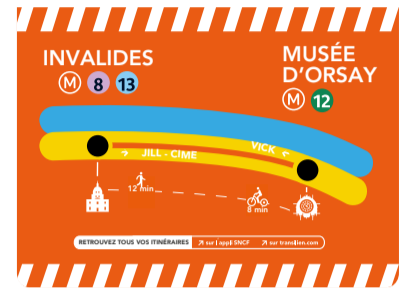 INVALIDES
M 8 13
MUSÉE
D'ORSAY
M 12
→ JILL - CIME
VICK ←
12 min
8 min
RETROUVEZ TOUS VOS ITINÉRAIRES ↗ sur l appli SNCF ↗ sur transilien.com